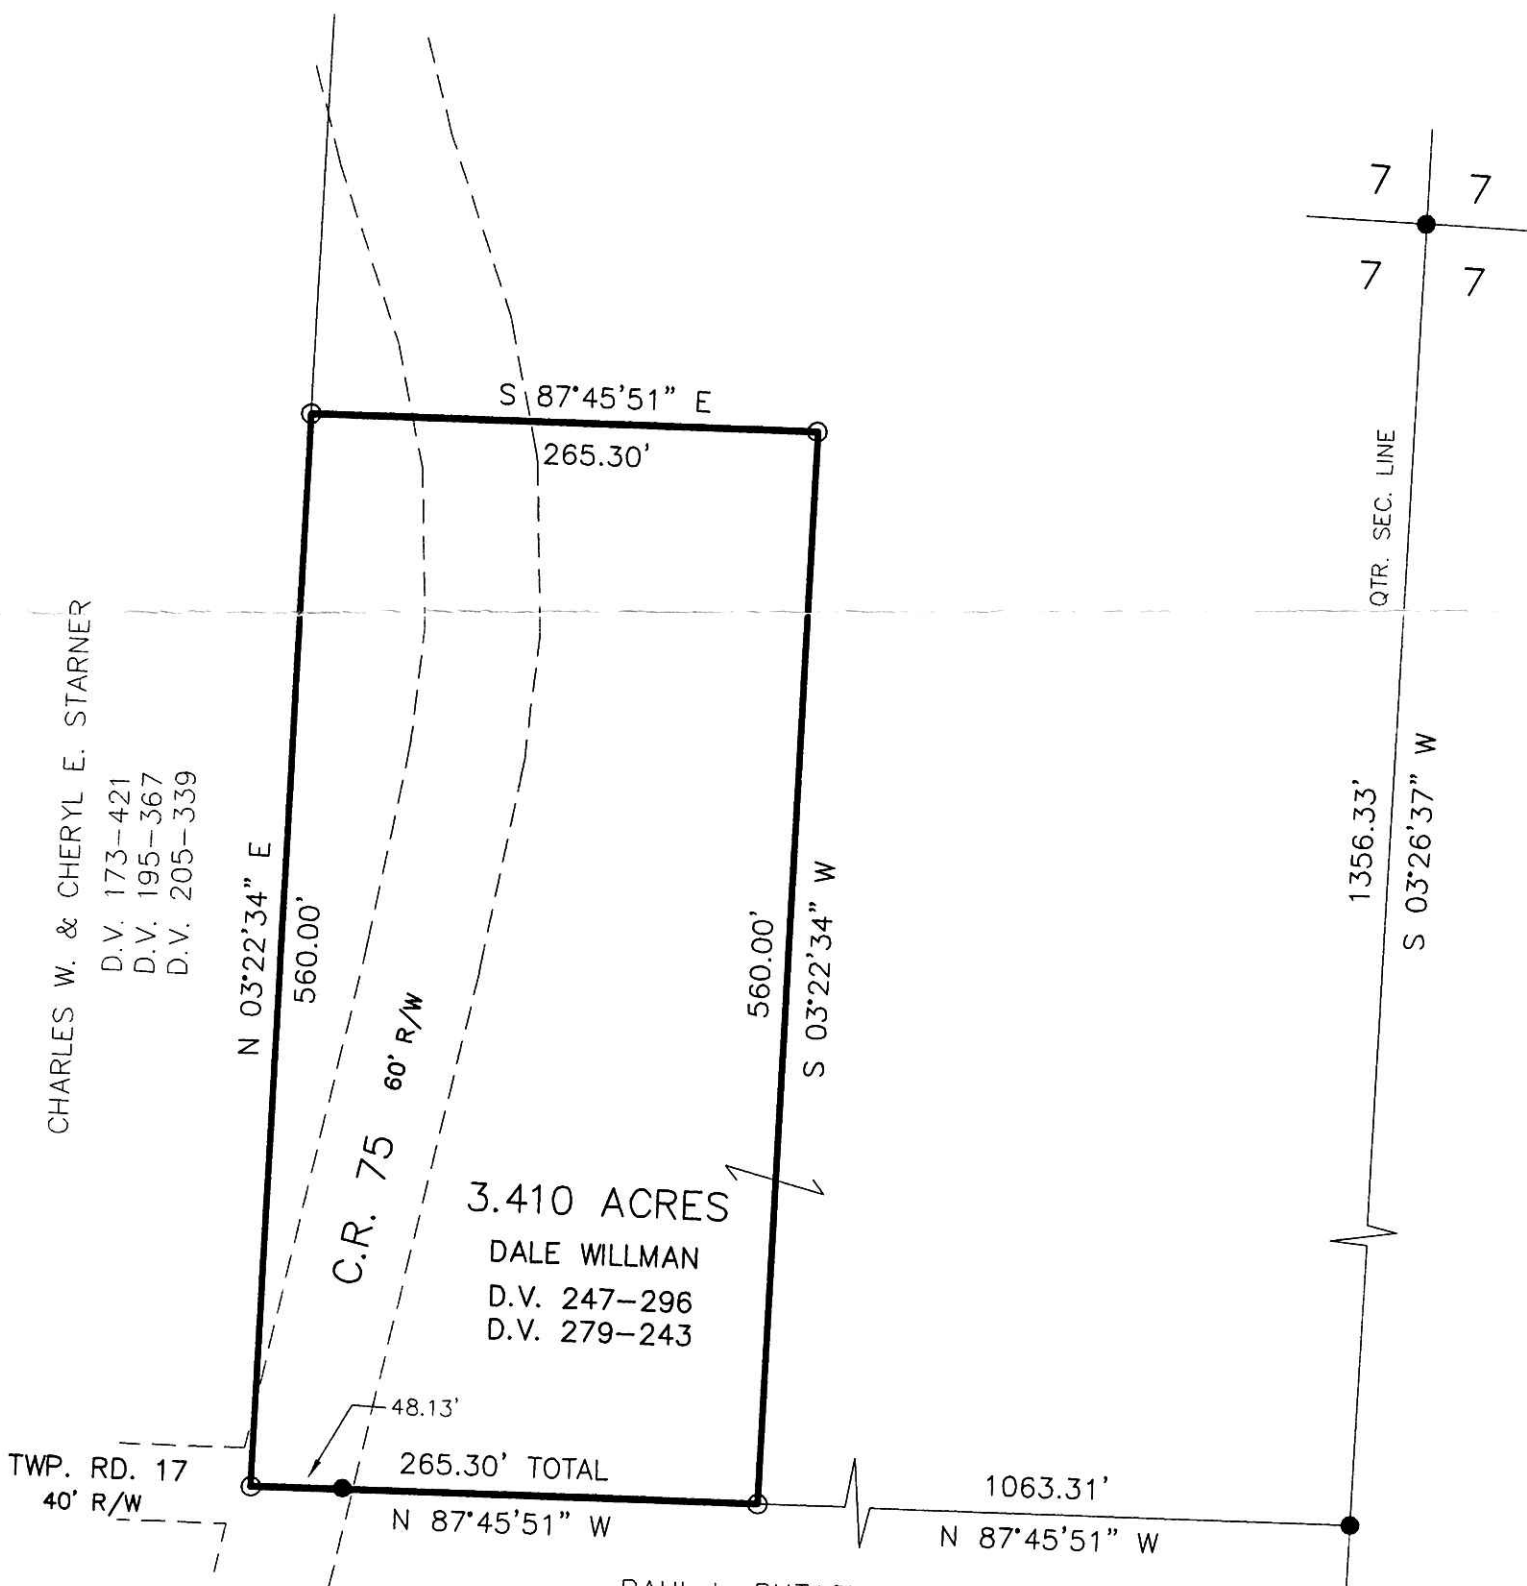 7 7
7 7
S 87°45'51" E
265.30'
QTR. SEC. LINE
CHARLES W. & CHERYL E. STARNER
D.V. 173-421
D.V. 195-367
D.V. 205-339
N 03°22'34" E
560.00'
560.00'
S 03°22'34" W
1356.33'
S 03°26'37" W
C.R. 75 60' R/W
3.410 ACRES
DALE WILLMAN
D.V. 247-296
D.V. 279-243
48.13'
TWP. RD. 17
40' R/W
265.30' TOTAL
N 87°45'51" W
1063.31'
N 87°45'51" W